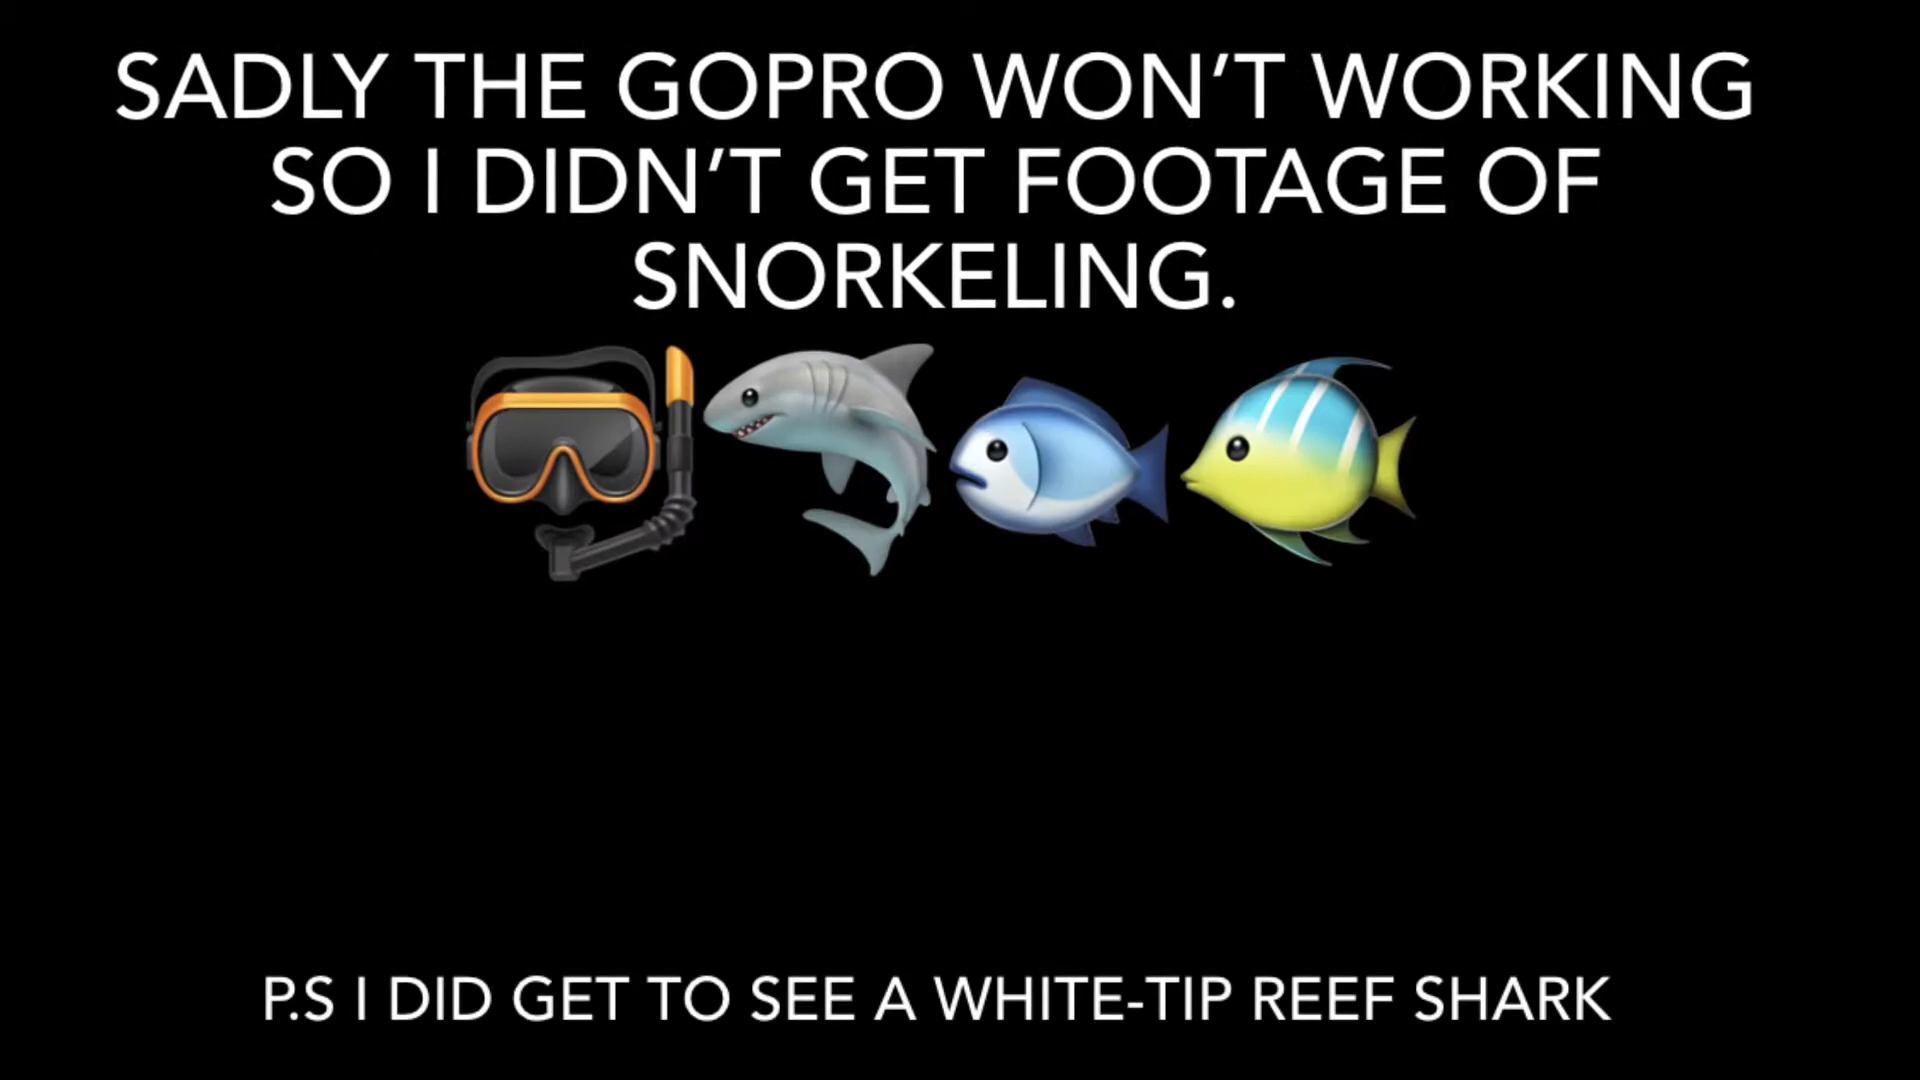 SADLY THE GOPRO WON’T WORKING
SO I DIDN’T GET FOOTAGE OF
SNORKELING.
P.S I DID GET TO SEE A WHITE-TIP REEF SHARK